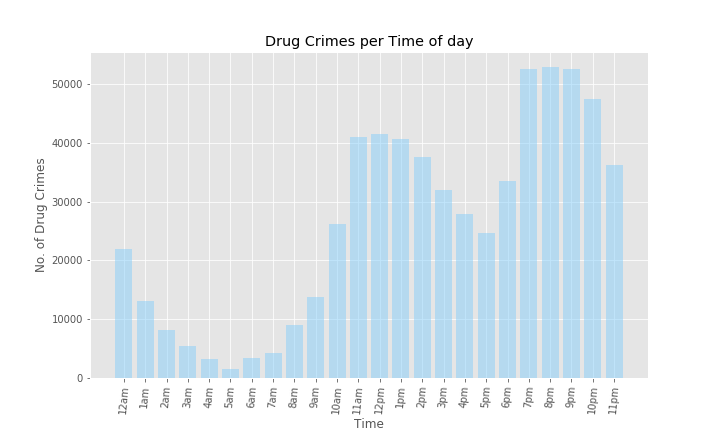 Drug Crimes per Time of day
No. of Drug Crimes
50000
40000
30000
20000
10000
0
12am 1am 2am 3am 4am 5am 6am 7am 8am 9am 10am 11am 12pm 1pm 2pm 3pm 4pm 5pm 6pm 7pm 8pm 9pm 10pm 11pm
Time